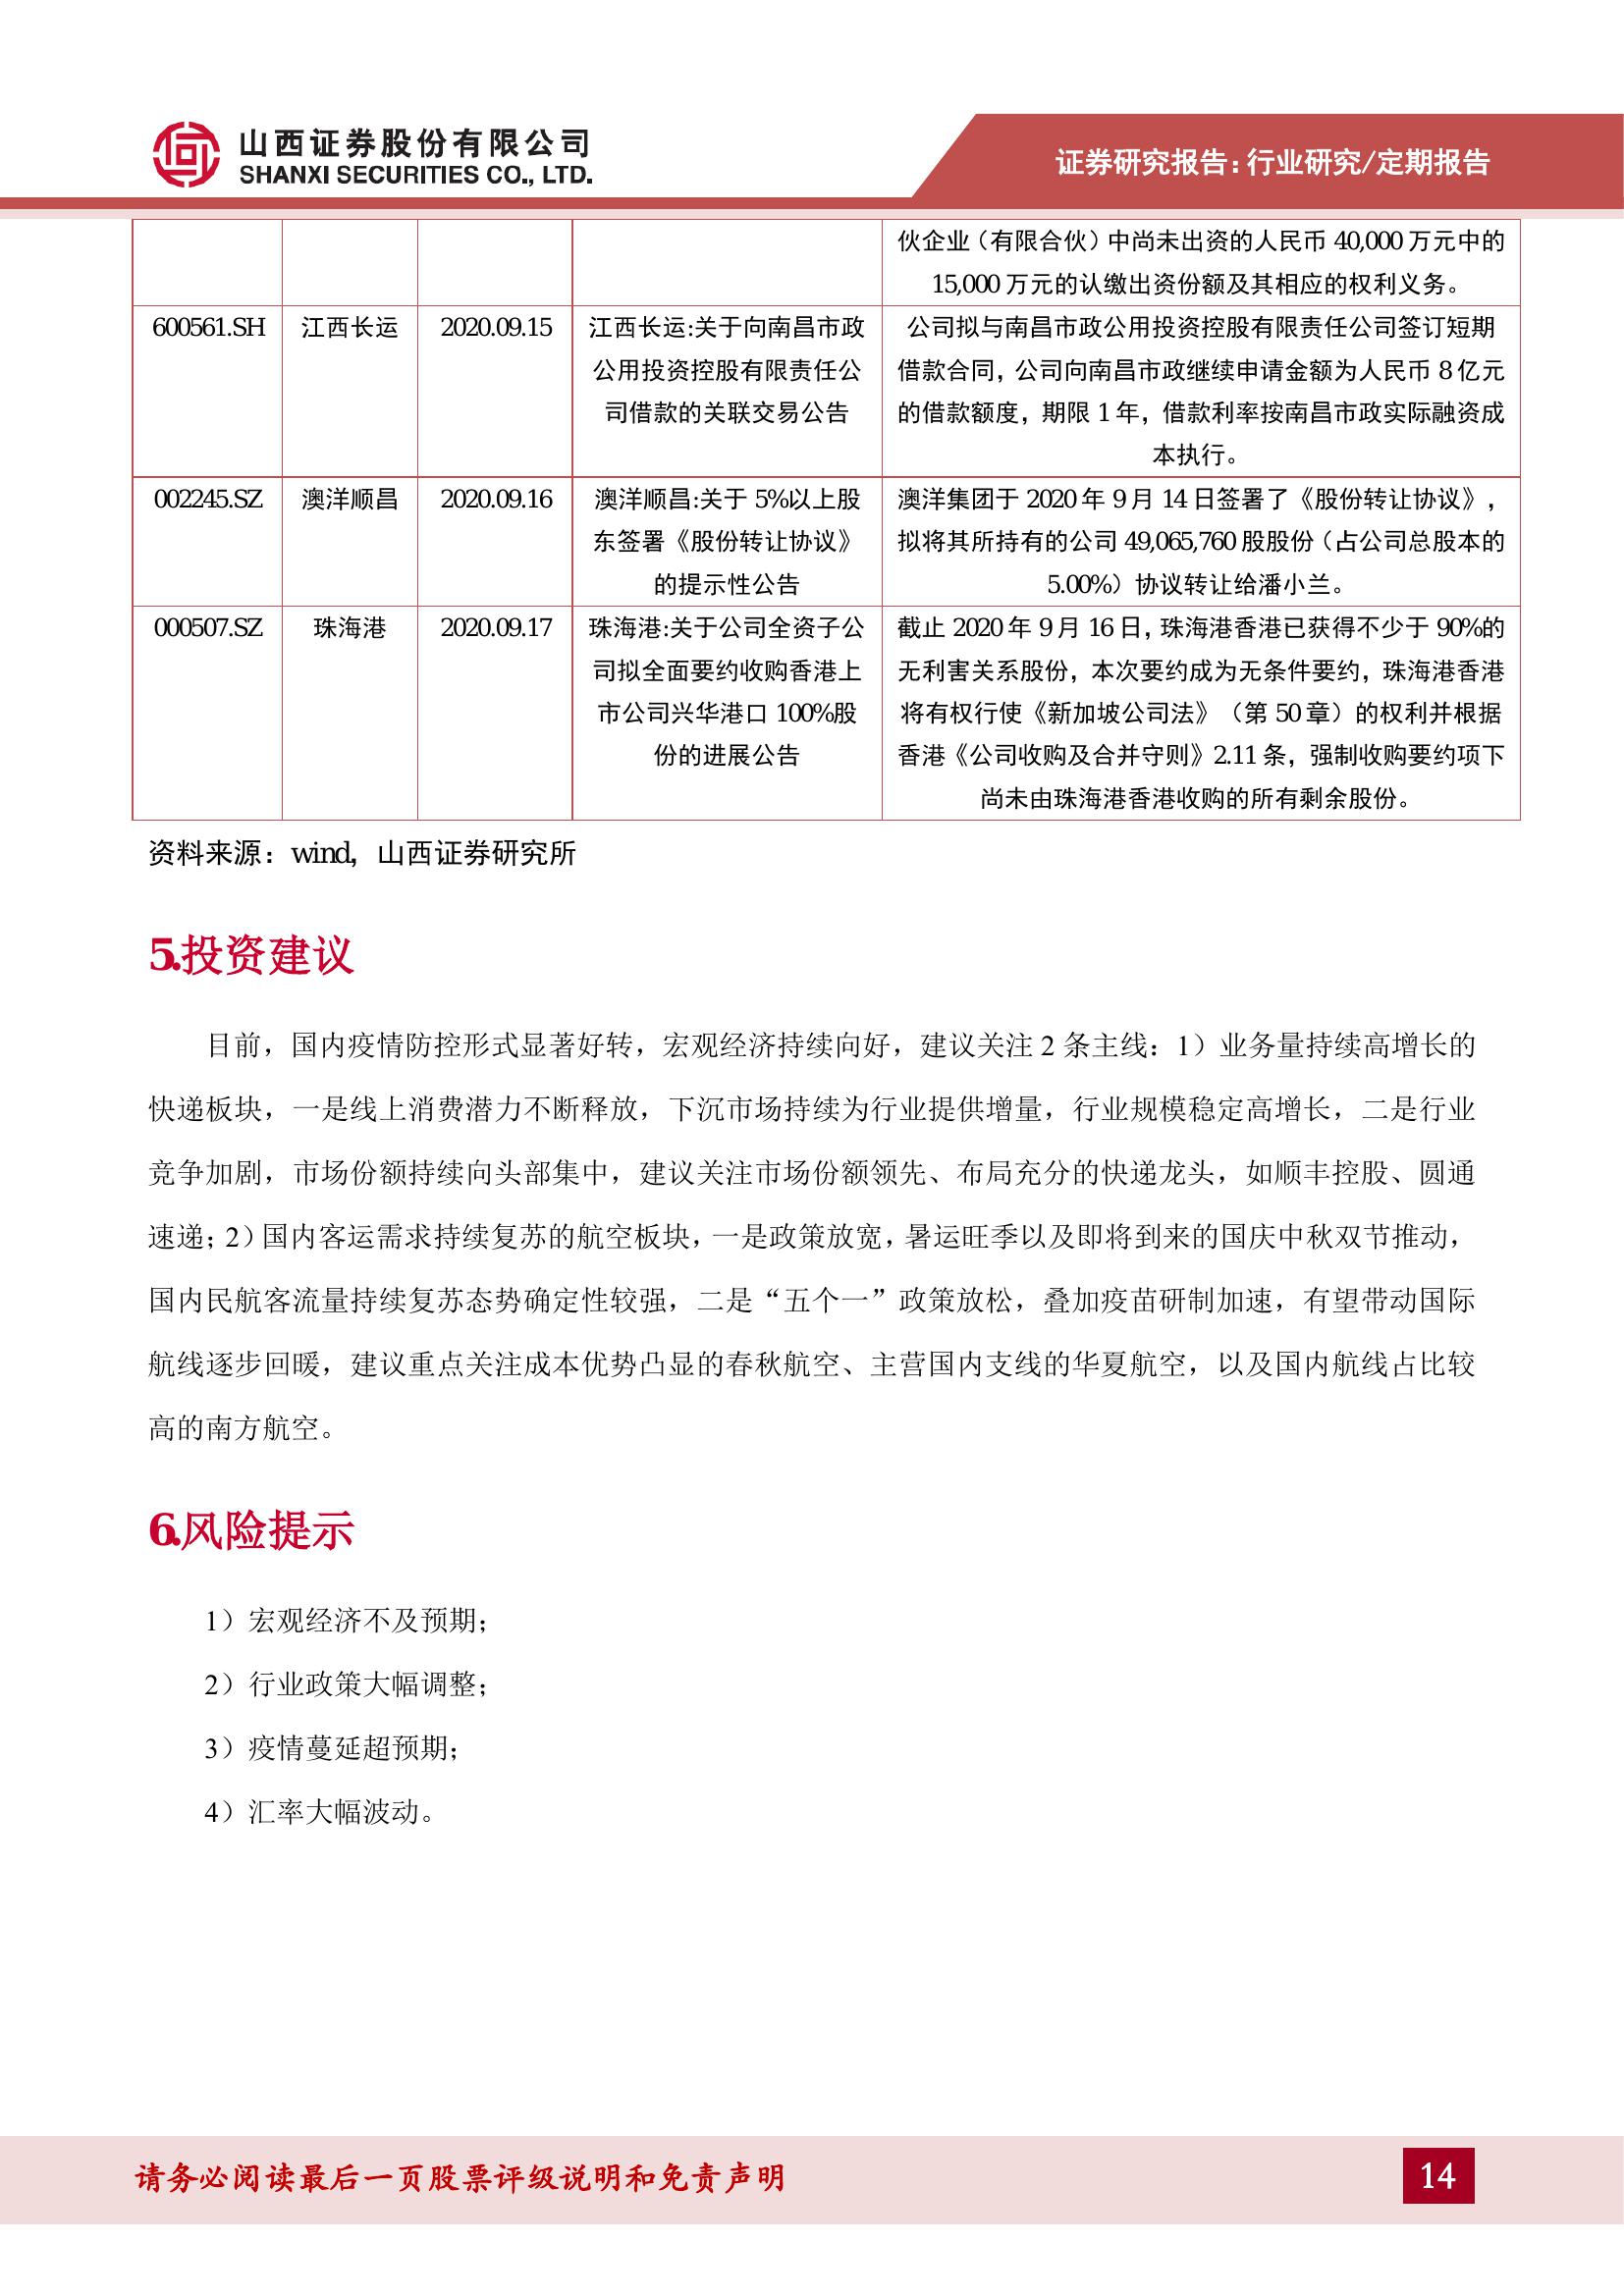 山西证券股份有限公司
SHANXI SECURITIES CO., LTD.
证券研究报告：行业研究/定期报告
伙企业（有限合伙）中尚未出资的人民币 40,000 万元中的
15,000 万元的认缴出资份额及其相应的权利义务。
600561.SH 江西长运 2020.09.15 江西长运:关于向南昌市政 公司拟与南昌市政公用投资控股有限责任公司签订短期
公用投资控股有限责任公 借款合同，公司向南昌市政继续申请金额为人民币 8 亿元
司借款的关联交易公告 的借款额度，期限 1 年，借款利率按南昌市政实际融资成
本执行。
002245.SZ 澳洋顺昌 2020.09.16 澳洋顺昌:关于 5%以上股 澳洋集团于 2020 年 9 月 14 日签署了《股份转让协议》，
东签署《股份转让协议》 拟将其所持有的公司 49,065,760 股股份（占公司总股本的
的提示性公告 5.00%）协议转让给潘小兰。
000507.SZ 珠海港 2020.09.17 珠海港:关于公司全资子公 截止 2020 年 9 月 16 日，珠海港香港已获得不少于 90%的
司拟全面要约收购香港上 无利害关系股份，本次要约成为无条件要约，珠海港香港
市公司兴华港口 100%股 将有权行使《新加坡公司法》（第 50 章）的权利并根据
份的进展公告 香港《公司收购及合并守则》2.11 条，强制收购要约项下
尚未由珠海港香港收购的所有剩余股份。
资料来源：wind，山西证券研究所
5.投资建议
目前，国内疫情防控形式显著好转，宏观经济持续向好，建议关注 2 条主线：1）业务量持续高增长的
快递板块，一是线上消费潜力不断释放，下沉市场持续为行业提供增量，行业规模稳定高增长，二是行业
竞争加剧，市场份额持续向头部集中，建议关注市场份额领先、布局充分的快递龙头，如顺丰控股、圆通
速递；2）国内客运需求持续复苏的航空板块，一是政策放宽，暑运旺季以及即将到来的国庆中秋双节推动，
国内民航客流量持续复苏态势确定性较强，二是“五个一”政策放松，叠加疫苗研制加速，有望带动国际
航线逐步回暖，建议重点关注成本优势凸显的春秋航空、主营国内支线的华夏航空，以及国内航线占比较
高的南方航空。
6.风险提示
1）宏观经济不及预期；
2）行业政策大幅调整；
3）疫情蔓延超预期；
4）汇率大幅波动。
请务必阅读最后一页股票评级说明和免责声明
14